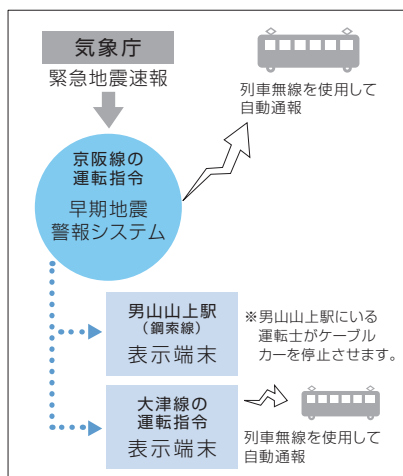 気象庁
緊急地震速報
列車無線を使用して
自動通報
京阪線の
運転指令
早期地震
警報システム
男山山上駅
（鋼索線）
表示端末
※男山山上駅にいる
運転士がケーブル
カーを停止させます。
大津線の
運転指令
表示端末
列車無線を使用して
自動通報